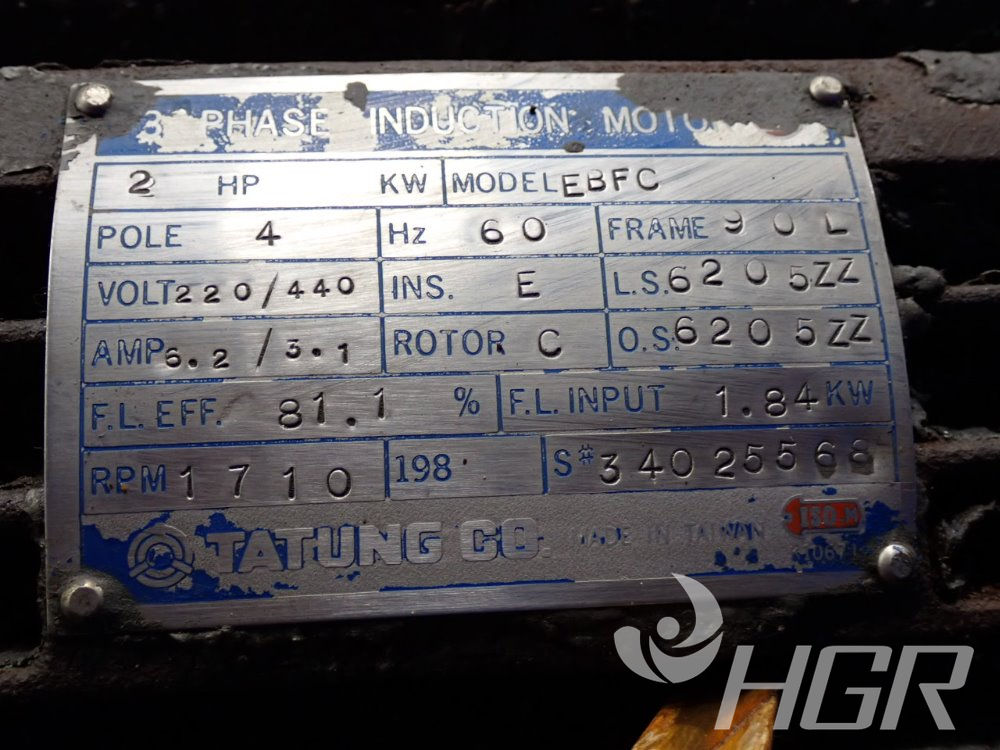 3 PHASE INDUCTION MOTO
2 HP KW MODEL EBFC
POLE 4 Hz 60 FRAME 90L
VOLT 220/440 INS. E L.S. 6205ZZ
AMP 6.2/3.1 ROTOR C O.S. 6205ZZ
F.L. EFF. 81.1 % F.L. INPUT 1.84 KW
RPM 1710 198 S# 34025568
TATUNG CO. MADE IN TAIWAN
HGR